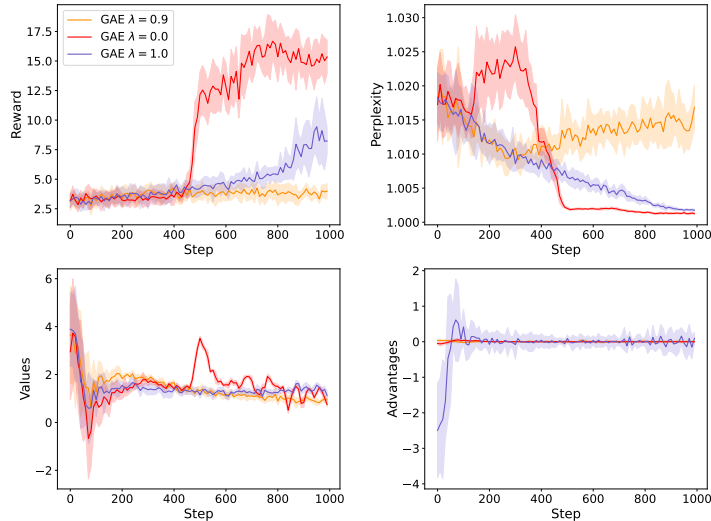 GAE λ = 0.9
GAE λ = 0.0
GAE λ = 1.0
17.5
15.0
12.5
10.0
7.5
5.0
2.5
Reward
0 200 400 600 800 1000
Step
1.030
1.025
1.020
1.015
1.010
1.005
1.000
Perplexity
0 200 400 600 800 1000
Step
6
4
2
0
−2
Values
0 200 400 600 800 1000
Step
2
1
0
−1
−2
−3
−4
Advantages
0 200 400 600 800 1000
Step